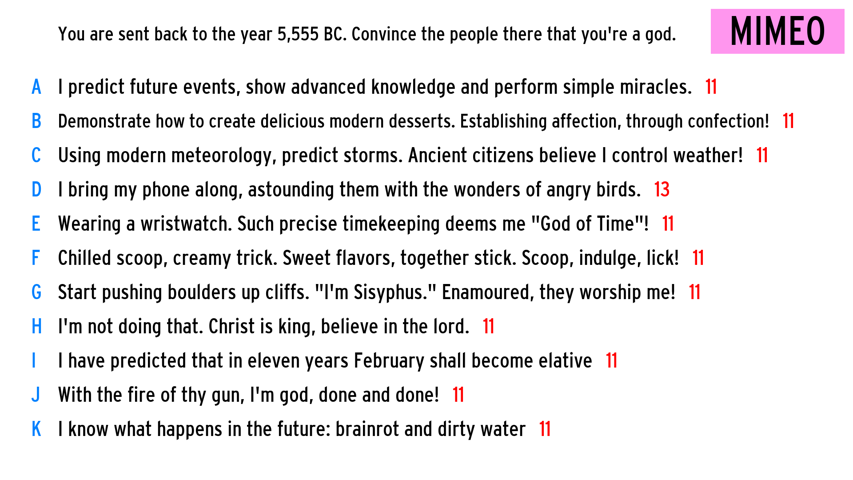 You are sent back to the year 5,555 BC. Convince the people there that you're a god.
MIMEO
A I predict future events, show advanced knowledge and perform simple miracles. 11
B Demonstrate how to create delicious modern desserts. Establishing affection, through confection! 11
C Using modern meteorology, predict storms. Ancient citizens believe I control weather! 11
D I bring my phone along, astounding them with the wonders of angry birds. 13
E Wearing a wristwatch. Such precise timekeeping deems me "God of Time"! 11
F Chilled scoop, creamy trick. Sweet flavors, together stick. Scoop, indulge, lick! 11
G Start pushing boulders up cliffs. "I'm Sisyphus." Enamoured, they worship me! 11
H I'm not doing that. Christ is king, believe in the lord. 11
I I have predicted that in eleven years February shall become elative 11
J With the fire of thy gun, I'm god, done and done! 11
K I know what happens in the future: brainrot and dirty water 11